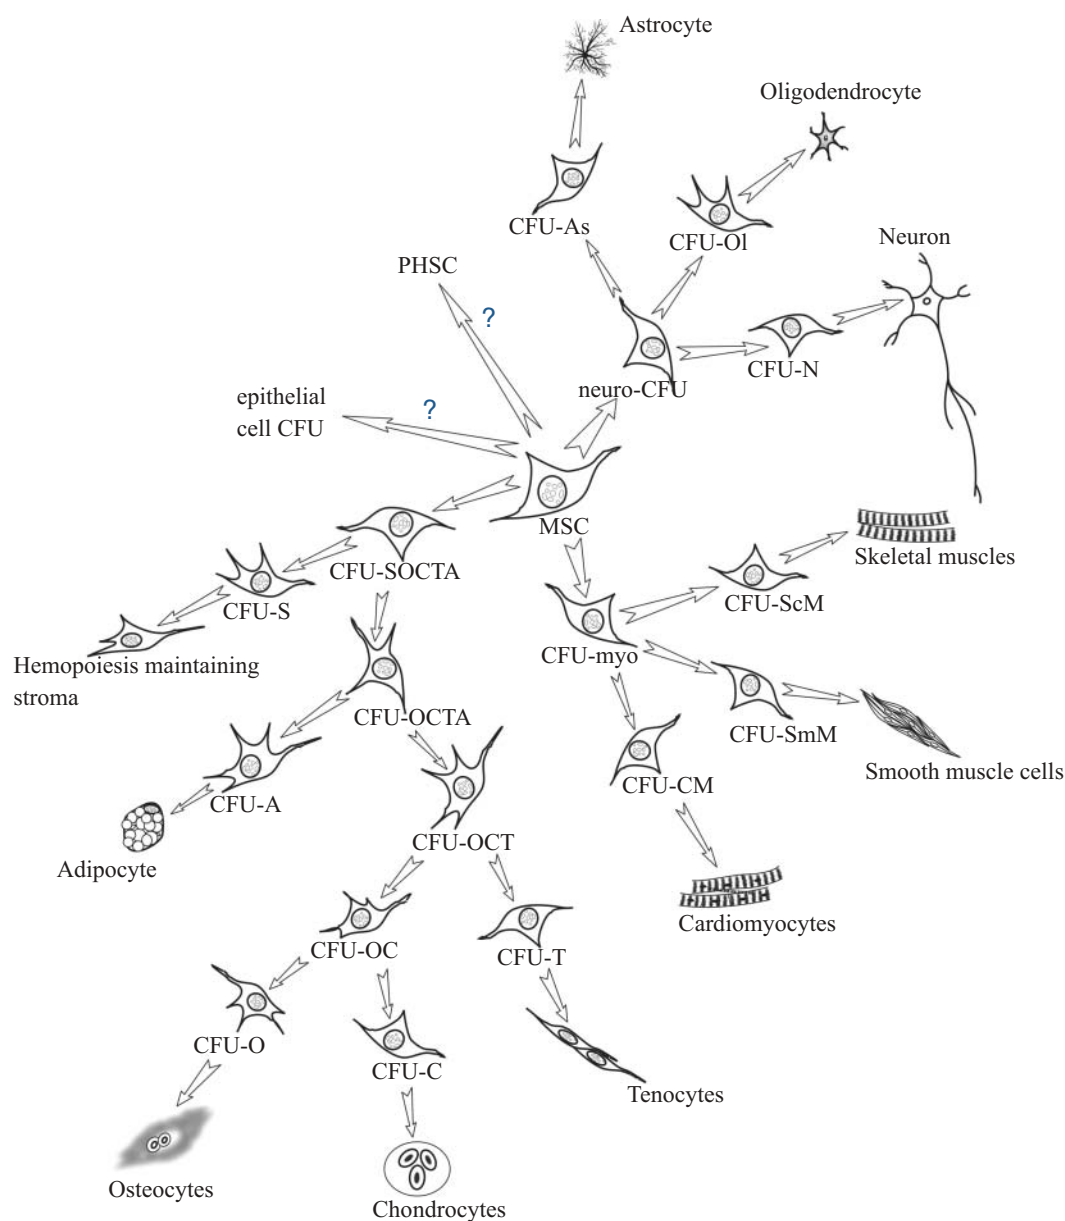 Astrocyte
Oligodendrocyte
CFU-As
CFU-Ol
Neuron
PHSC
?
CFU-N
neuro-CFU
epithelial
cell CFU
?
MSC
Skeletal muscles
CFU-SOCTA
CFU-S
CFU-ScM
Hemopoiesis maintaining
stroma
CFU-myo
CFU-OCTA
CFU-SmM
Smooth muscle cells
CFU-A
CFU-CM
Adipocyte
CFU-OCT
Cardiomyocytes
CFU-OC
CFU-T
CFU-O
CFU-C
Tenocytes
Osteocytes
Chondrocytes